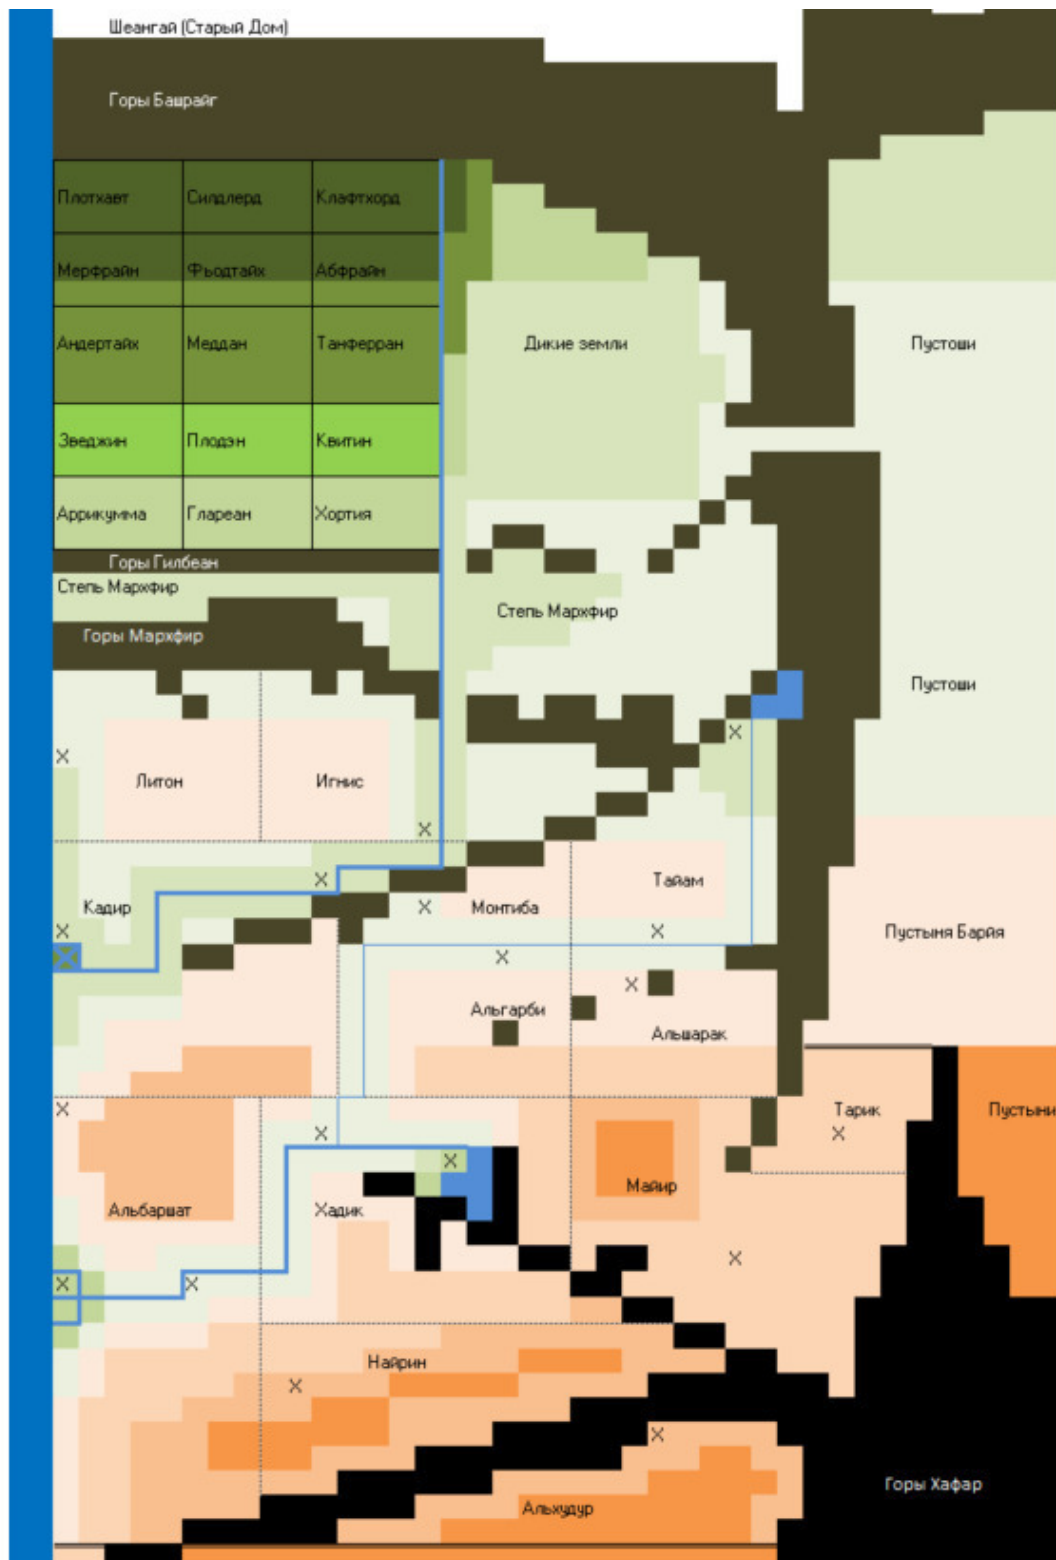 Шеангай (Старый Дом)
Горы Башрайг
Плотхавт Силдлерд Клафтхорд
Мерфрайн Фьодтайх Абфрайн
Андертайх Меддан Танферран Дикие земли Пустоши
Зведжин Плодэн Квитин
Аррикумма Глареан Хортия
Горы Гилбеан
Степь Мархфир
Степь Мархфир
Горы Мархфир
Пустоши
X
X
Литон Игнис
X
X Тайам
Кадир X Монтиба
X X Пустыня Барйя
X
X
Альгарби
Альшарак
X Тарик Пустыни
X X
X
Майир
Альбаршат Хадик
X
X X
Найрин
X
X
Горы Хафар
Альхудур